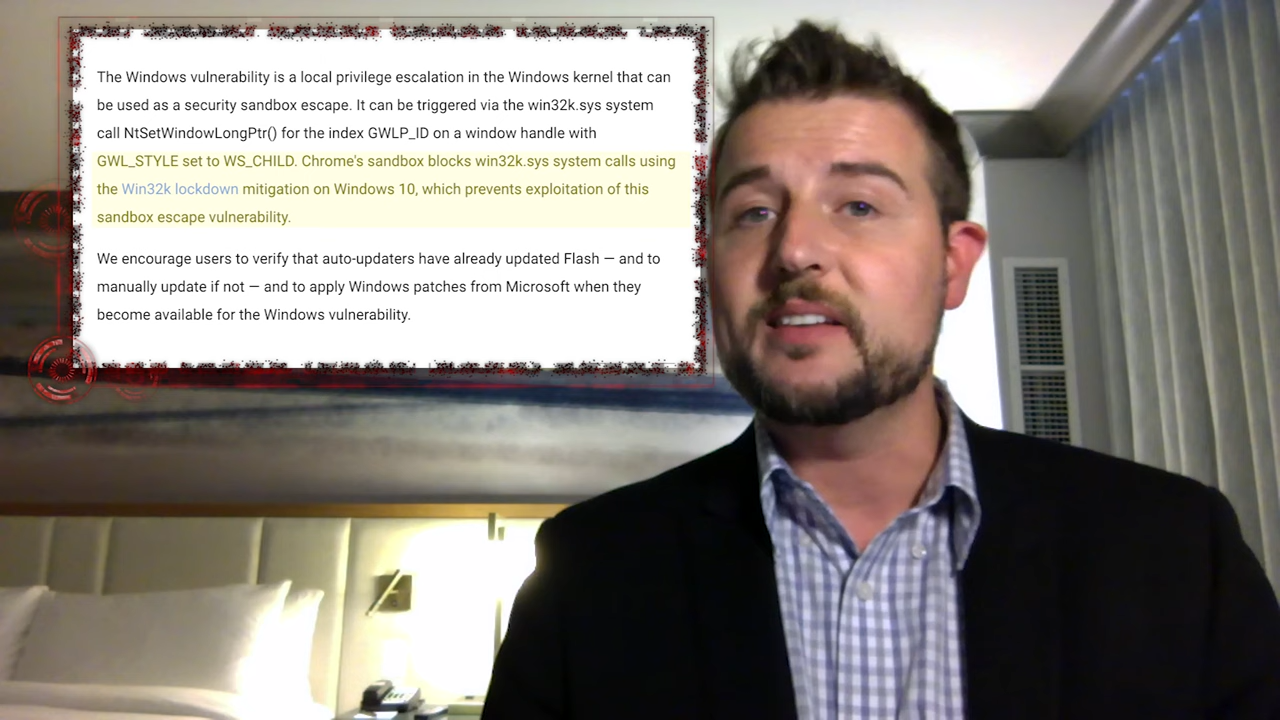 The Windows vulnerability is a local privilege escalation in the Windows kernel that can
be used as a security sandbox escape. It can be triggered via the win32k.sys system
call NtSetWindowLongPtr() for the index GWLP_ID on a window handle with
GWL_STYLE set to WS_CHILD. Chrome's sandbox blocks win32k.sys system calls using
the Win32k lockdown mitigation on Windows 10, which prevents exploitation of this
sandbox escape vulnerability.
We encourage users to verify that auto-updaters have already updated Flash — and to
manually update if not — and to apply Windows patches from Microsoft when they
become available for the Windows vulnerability.